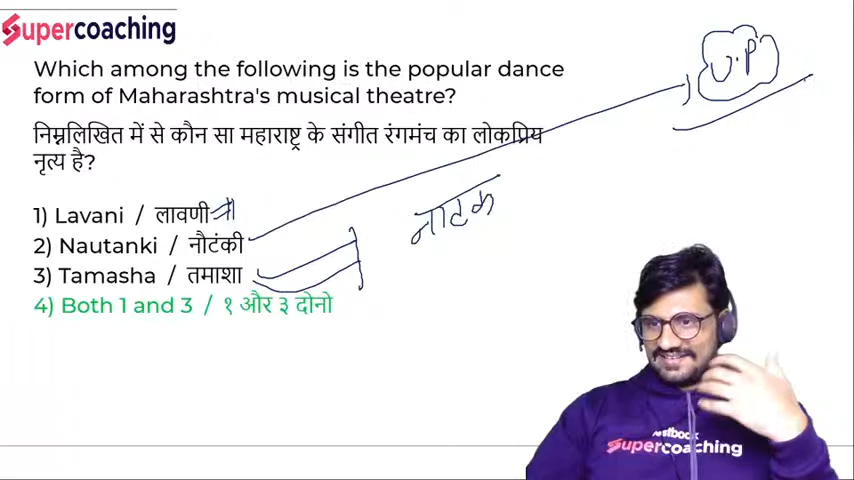 Supercoaching
Which among the following is the popular dance
form of Maharashtra's musical theatre?
निम्नलिखित में से कौन सा महाराष्ट्र के संगीत रंगमंच का लोकप्रिय
नृत्य है?
1) Lavani / लावणी
2) Nautanki / नौटंकी
3) Tamasha / तमाशा
4) Both 1 and 3 / १ और ३ दोनो
U.P
नाटक
testbook
Supercoaching